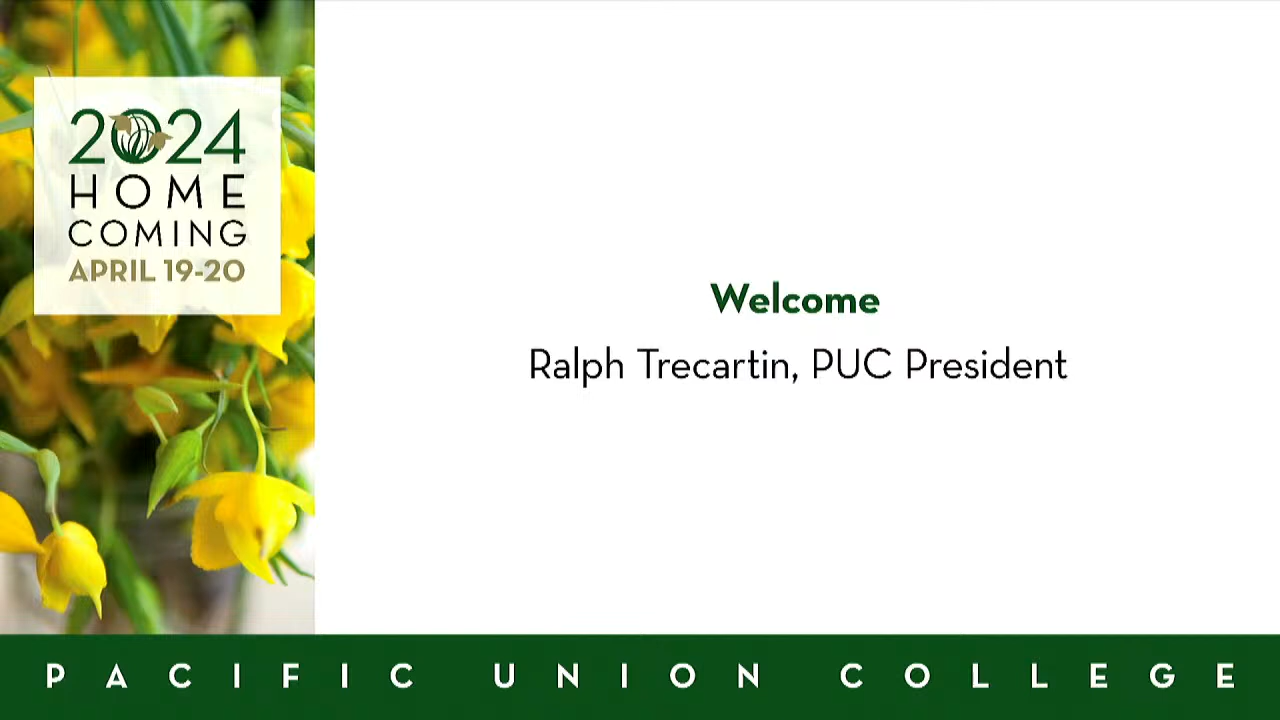 2024
HOME
COMING
APRIL 19-20
Welcome
Ralph Trecartin, PUC President
PACIFIC UNION COLLEGE